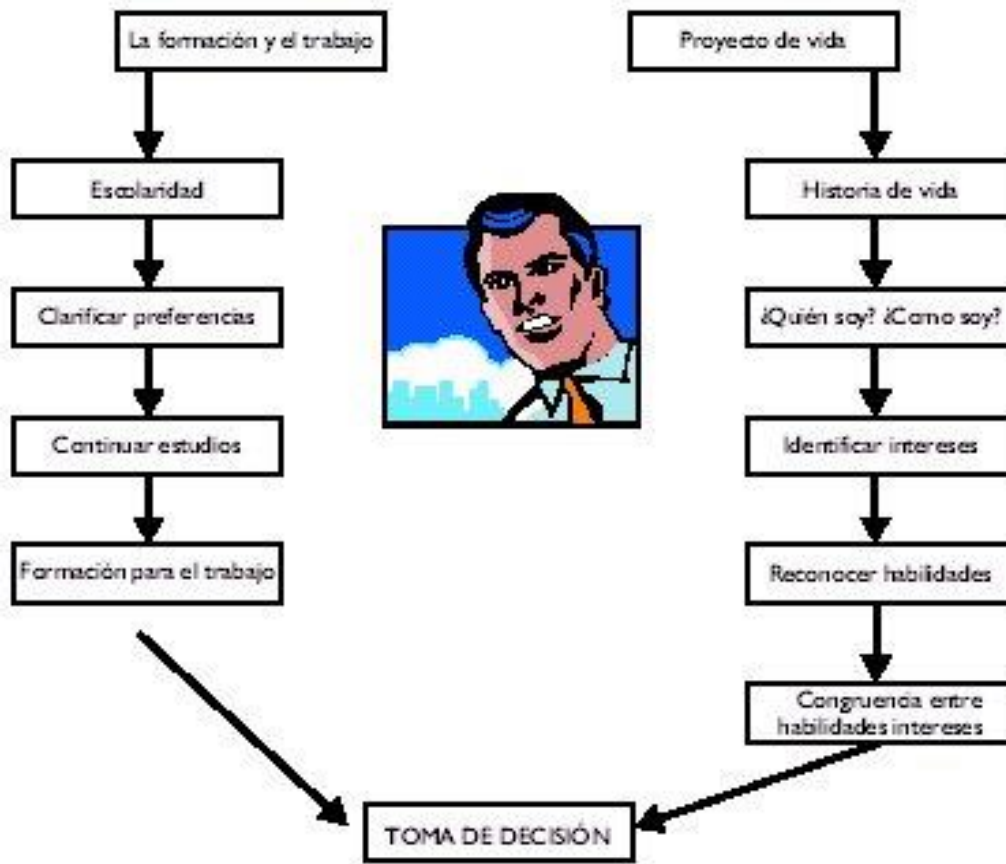 La formación y el trabajo
Proyecto de vida
Escolaridad
Historia de vida
Clarificar preferencias
¿Quién soy? ¿Como soy?
Continuar estudios
Identificar intereses
Formación para el trabajo
Reconocer habilidades
Congruencia entre
habilidades intereses
TOMA DE DECISIÓN